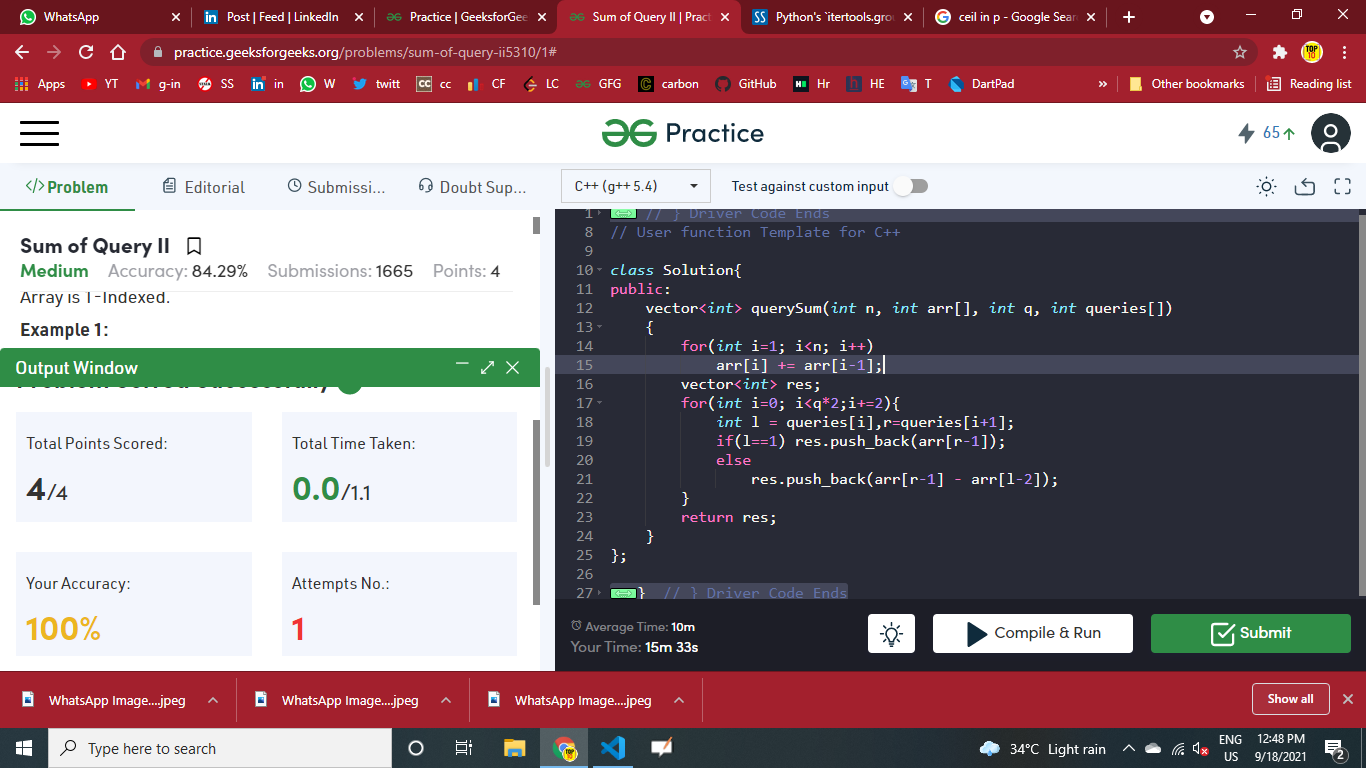 WhatsApp
Post | Feed | LinkedIn
Practice | GeeksforGee
Sum of Query II | Pract
Python's `itertools.grou
ceil in p - Google Sear
practice.geeksforgeeks.org/problems/sum-of-query-ii5310/1#
Apps YT g-in SS in W twitt cc CF LC GFG carbon GitHub Hr HE T DartPad » Other bookmarks Reading list
Practice
65
</>Problem Editorial Submissi... Doubt Sup...
C++ (g++ 5.4) Test against custom input
Sum of Query II
Medium Accuracy: 84.29% Submissions: 1665 Points: 4
Array is 1-Indexed.
Example 1:
Output Window
Problem Solved Successfully
Total Points Scored:
4/4
Total Time Taken:
0.0/1.1
Your Accuracy:
100%
Attempts No.:
1
1 // } Driver Code Ends
8 // User function Template for C++
9
10 class Solution{
11 public:
12 vector<int> querySum(int n, int arr[], int q, int queries[])
13 {
14 for(int i=1; i<n; i++)
15 arr[i] += arr[i-1];
16 vector<int> res;
17 for(int i=0; i<q*2;i+=2){
18 int l = queries[i],r=queries[i+1];
19 if(l==1) res.push_back(arr[r-1]);
20 else
21 res.push_back(arr[r-1] - arr[l-2]);
22 }
23 return res;
24 }
25 };
26
27 } // } Driver Code Ends
Average Time: 10m
Your Time: 15m 33s
Compile & Run
Submit
WhatsApp Image....jpeg
WhatsApp Image....jpeg
WhatsApp Image....jpeg
Show all
Type here to search
34°C Light rain
ENG
US
12:48 PM
9/18/2021
2